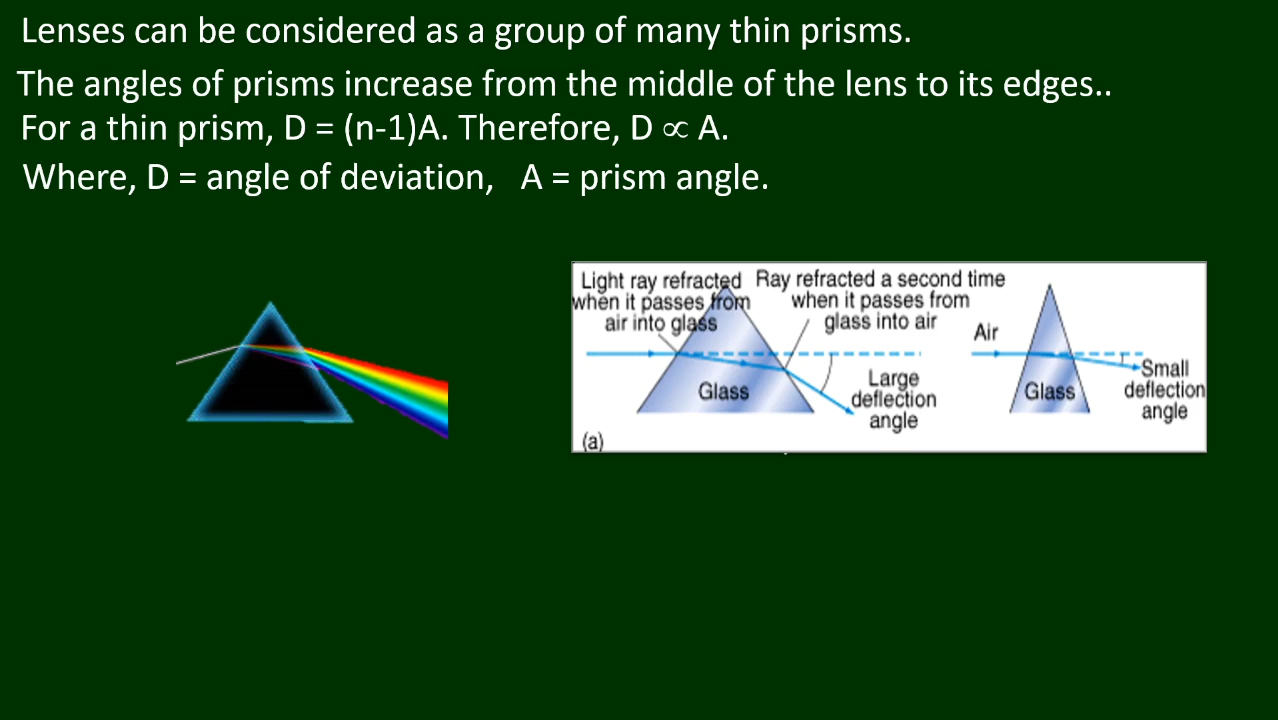 Lenses can be considered as a group of many thin prisms.
The angles of prisms increase from the middle of the lens to its edges..
For a thin prism, D = (n-1)A. Therefore, D ∝ A.
Where, D = angle of deviation, A = prism angle.
Light ray refracted
when it passes from
air into glass
Ray refracted a second time
when it passes from
glass into air
Glass
Large
deflection
angle
(a)
Air
Glass
Small
deflection
angle